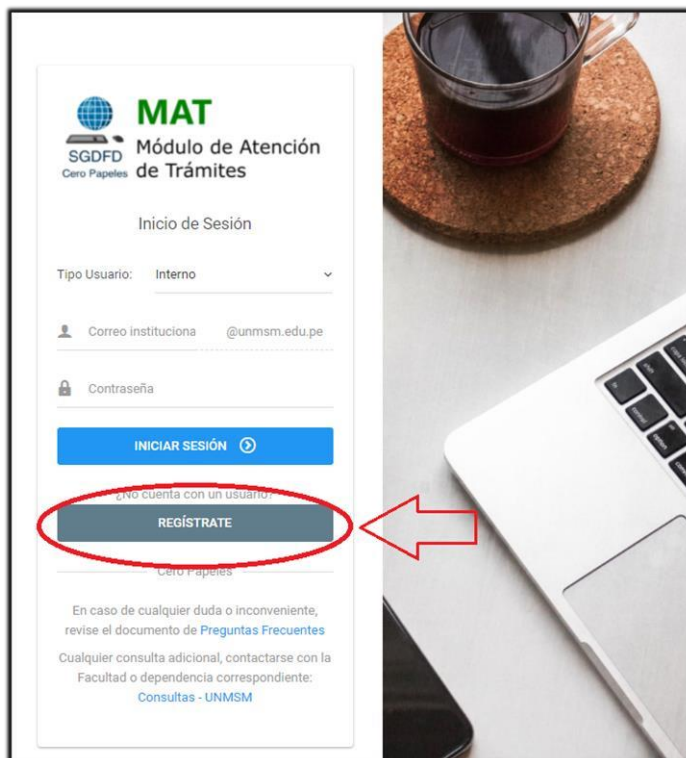 MAT
SGDFD
Cero Papeles
Módulo de Atención
de Trámites
Inicio de Sesión
Tipo Usuario: Interno
Correo instituciona @unmsm.edu.pe
Contraseña
INICIAR SESIÓN
¿No cuenta con un usuario?
REGÍSTRATE
Cero Papeles
En caso de cualquier duda o inconveniente,
revise el documento de Preguntas Frecuentes
Cualquier consulta adicional, contactarse con la
Facultad o dependencia correspondiente:
Consultas - UNMSM